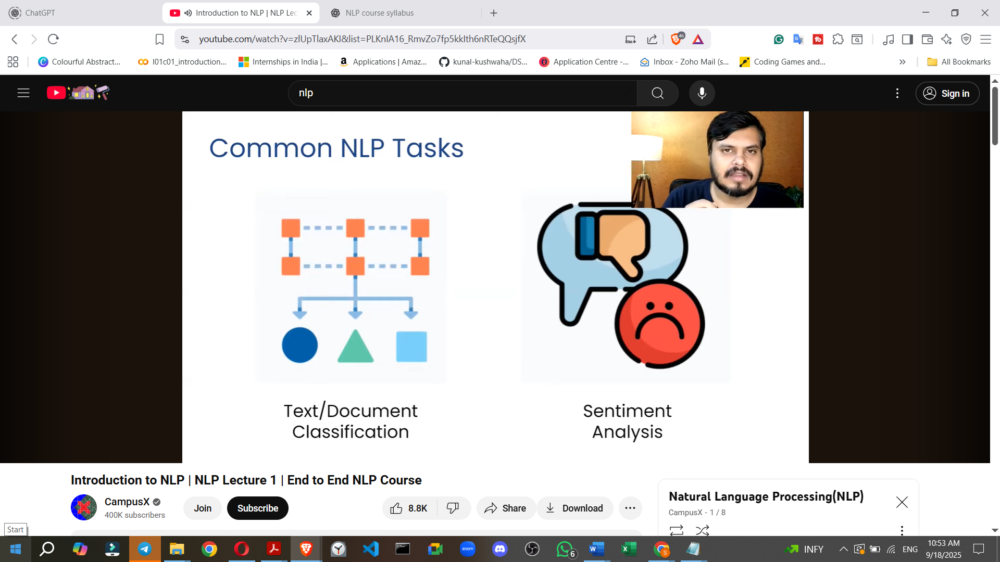 ChatGPT
Introduction to NLP | NLP Lec
NLP course syllabus
youtube.com/watch?v=zlUpTlaxAKI&list=PLKnIA16_RmvZo7fp5kkIth6nRTeQQsjfX
46
Colourful Abstract...
l01c01_introduction...
Internships in India |...
Applications | Amaz...
kunal-kushwaha/DS...
Application Centre -...
Inbox - Zoho Mail (s...
Coding Games and...
All Bookmarks
nlp
Sign in
Common NLP Tasks
Text/Document
Classification
Sentiment
Analysis
Introduction to NLP | NLP Lecture 1 | End to End NLP Course
CampusX
400K subscribers
Join
Subscribe
8.8K
Share
Download
Natural Language Processing(NLP)
CampusX - 1 / 8
Start
zoom
6
INFY
ENG
10:53 AM
9/18/2025